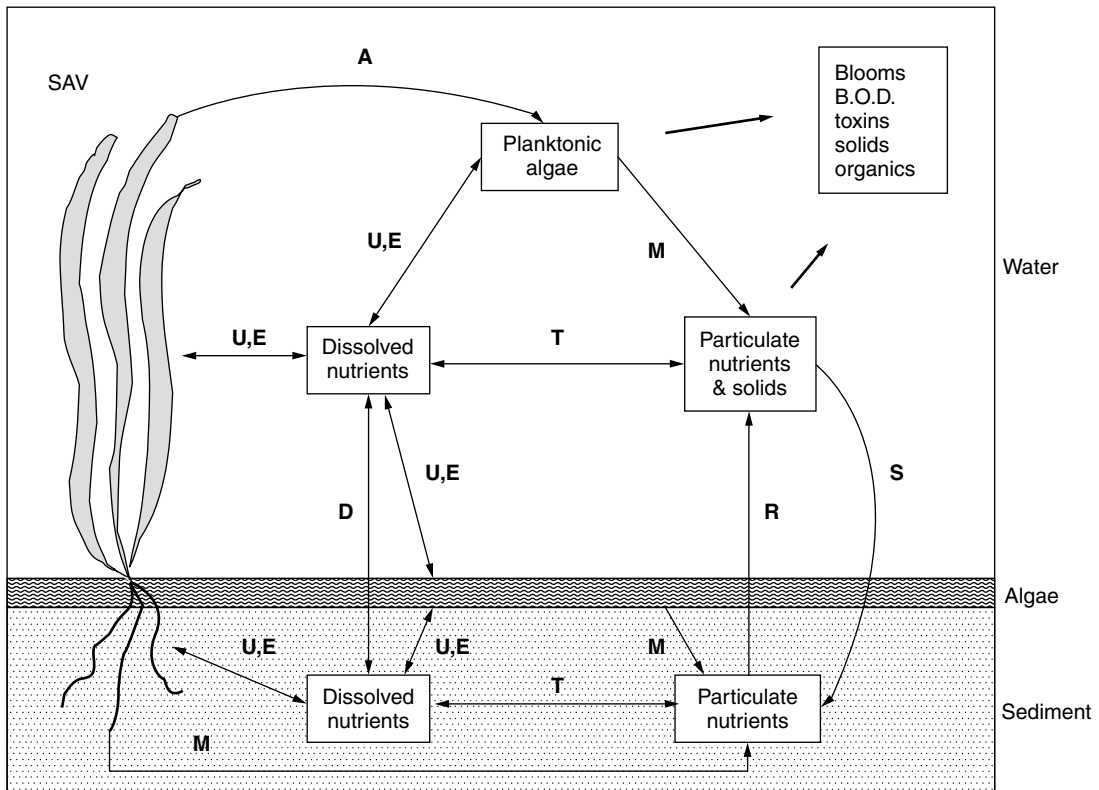 A
SAV
Blooms
B.O.D.
toxins
solids
organics
Planktonic
algae
U,E
M
Water
U,E
T
Dissolved
nutrients
Particulate
nutrients
& solids
U,E
S
D
R
Algae
U,E
U,E
M
T
Dissolved
nutrients
Particulate
nutrients
Sediment
M